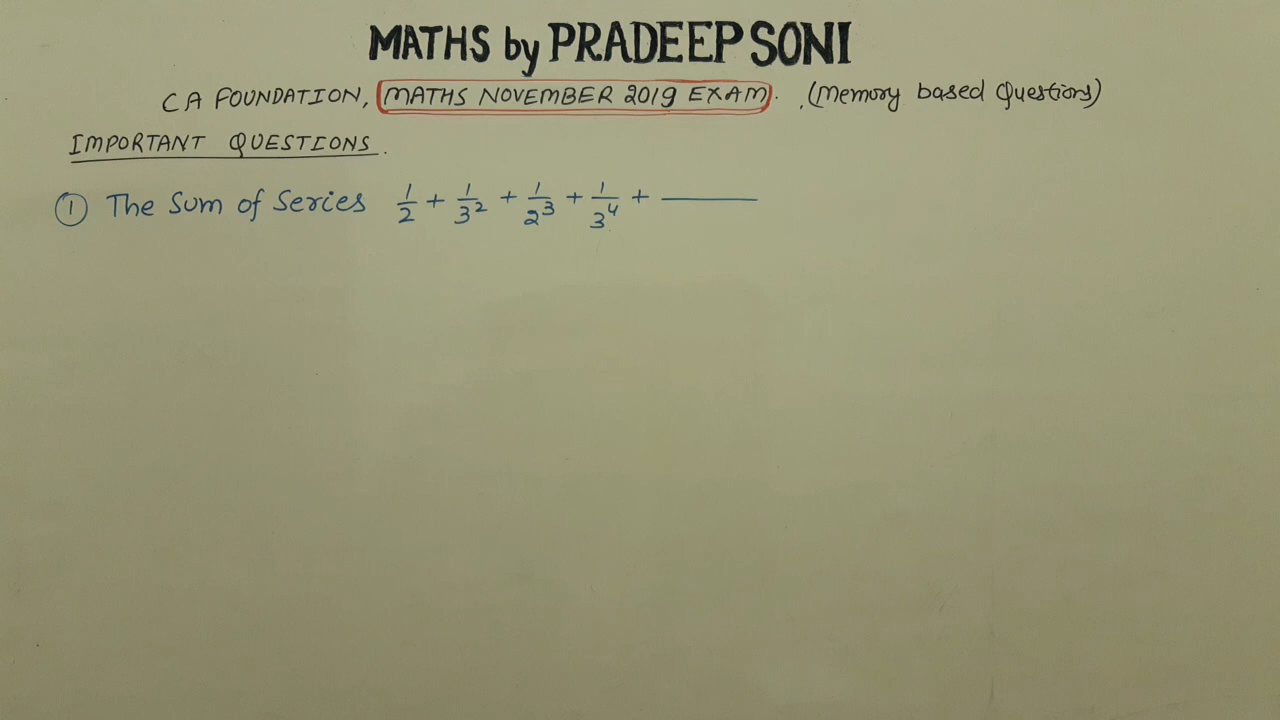 MATHS by PRADEEP SONI
CA FOUNDATION, MATHS NOVEMBER 2019 EXAM. (Memory based Questions)
IMPORTANT QUESTIONS.
① The Sum of Series 1/2 + 1/3² + 1/2³ + 1/3⁴ + ———